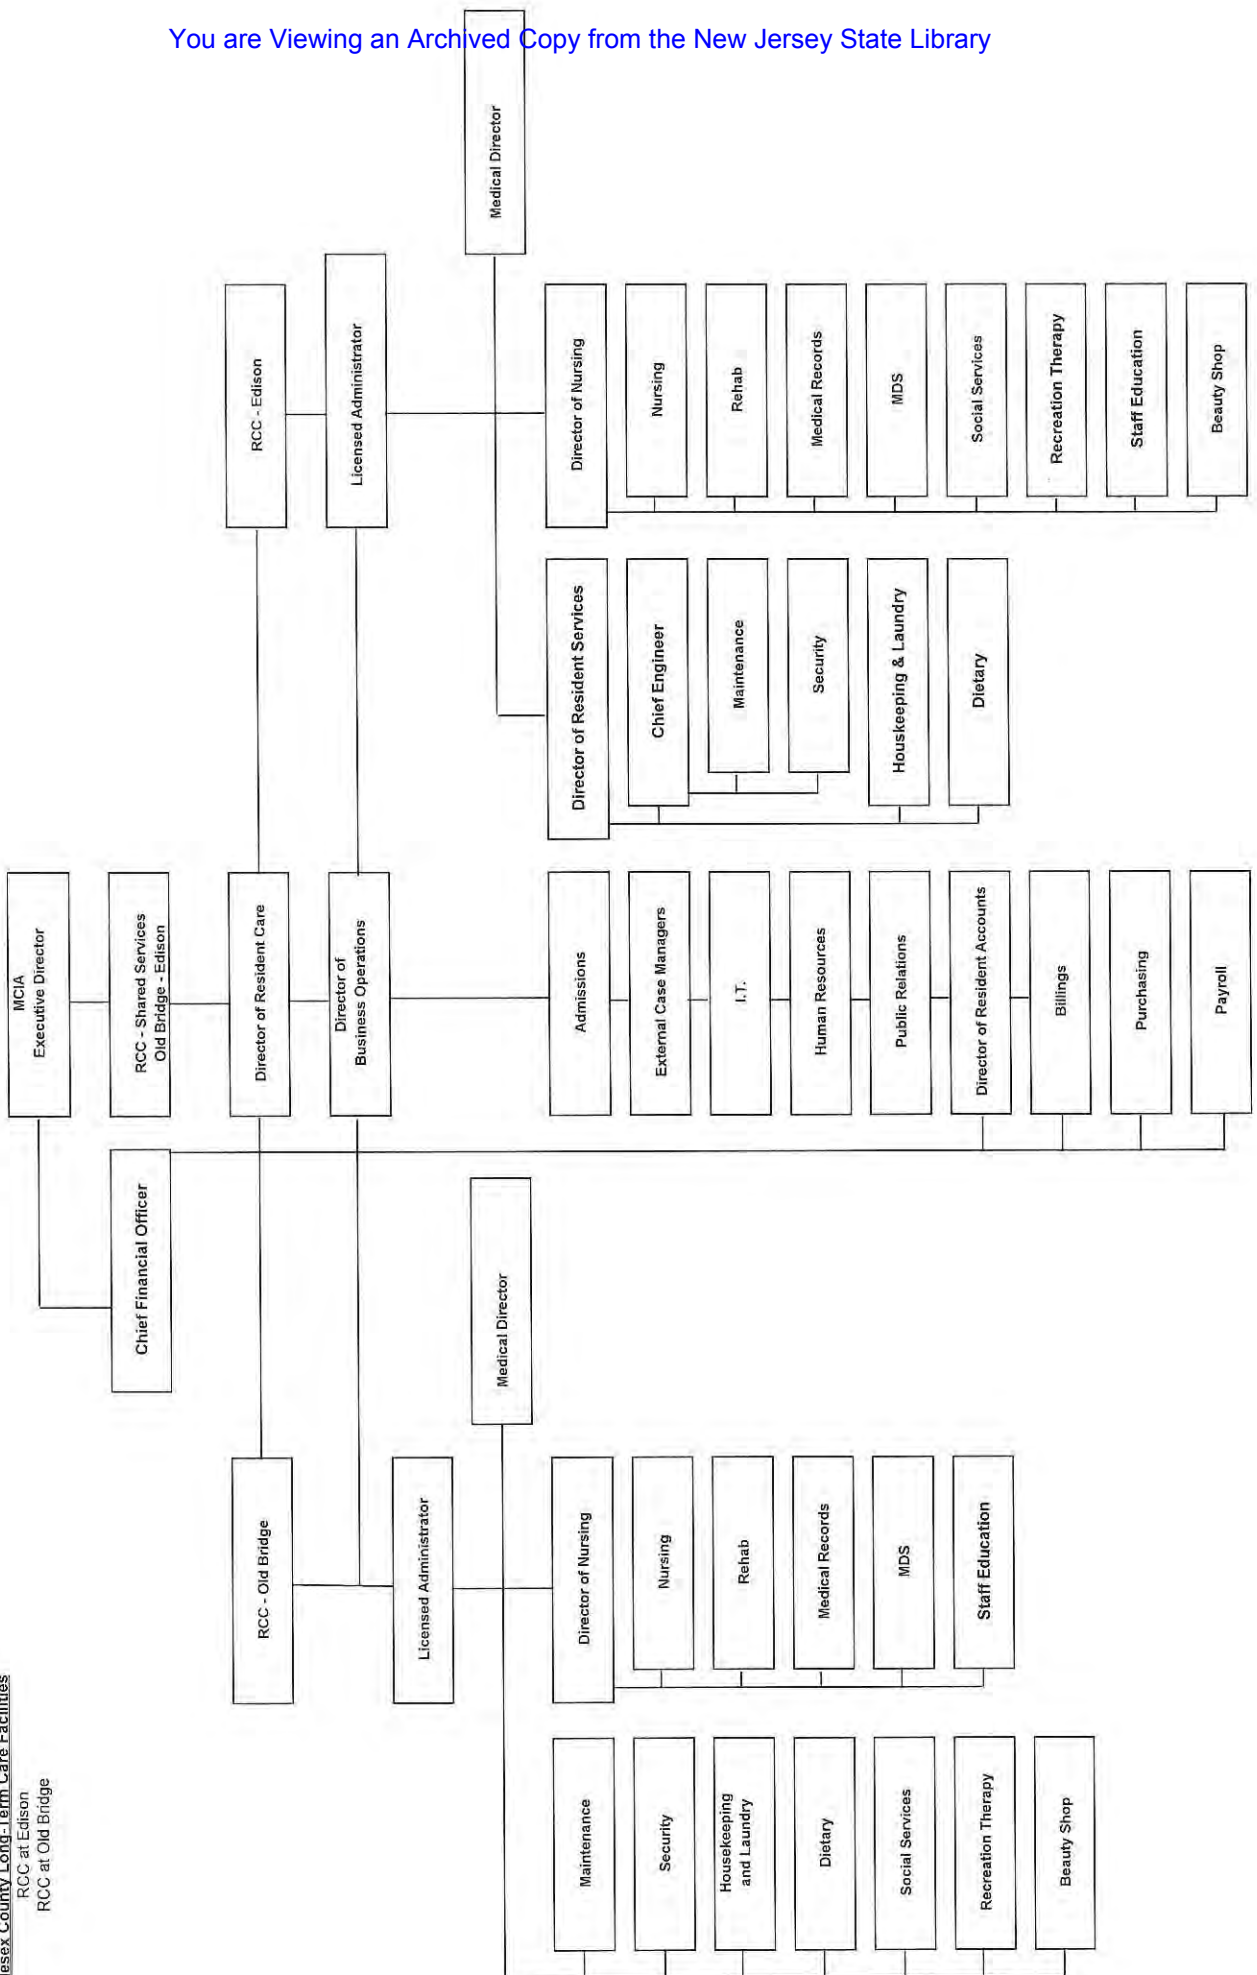 You are Viewing an Archived Copy from the New Jersey State Library
County Long-Term Care Facilities
RCC at Edison
RCC at Old Bridge
MCIA
Executive Director
Chief Financial Officer
RCC - Shared Services
Old Bridge - Edison
RCC - Old Bridge
Director of Resident Care
RCC - Edison
Director of
Business Operations
Licensed Administrator
Licensed Administrator
Medical Director
Medical Director
Maintenance
Security
Housekeeping
and Laundry
Dietary
Social Services
Recreation Therapy
Beauty Shop
Director of Nursing
Nursing
Rehab
Medical Records
MDS
Staff Education
Admissions
External Case Managers
I.T.
Human Resources
Public Relations
Director of Resident Accounts
Billings
Purchasing
Payroll
Director of Resident Services
Chief Engineer
Maintenance
Security
Houskeeping & Laundry
Dietary
Director of Nursing
Nursing
Rehab
Medical Records
MDS
Social Services
Recreation Therapy
Staff Education
Beauty Shop